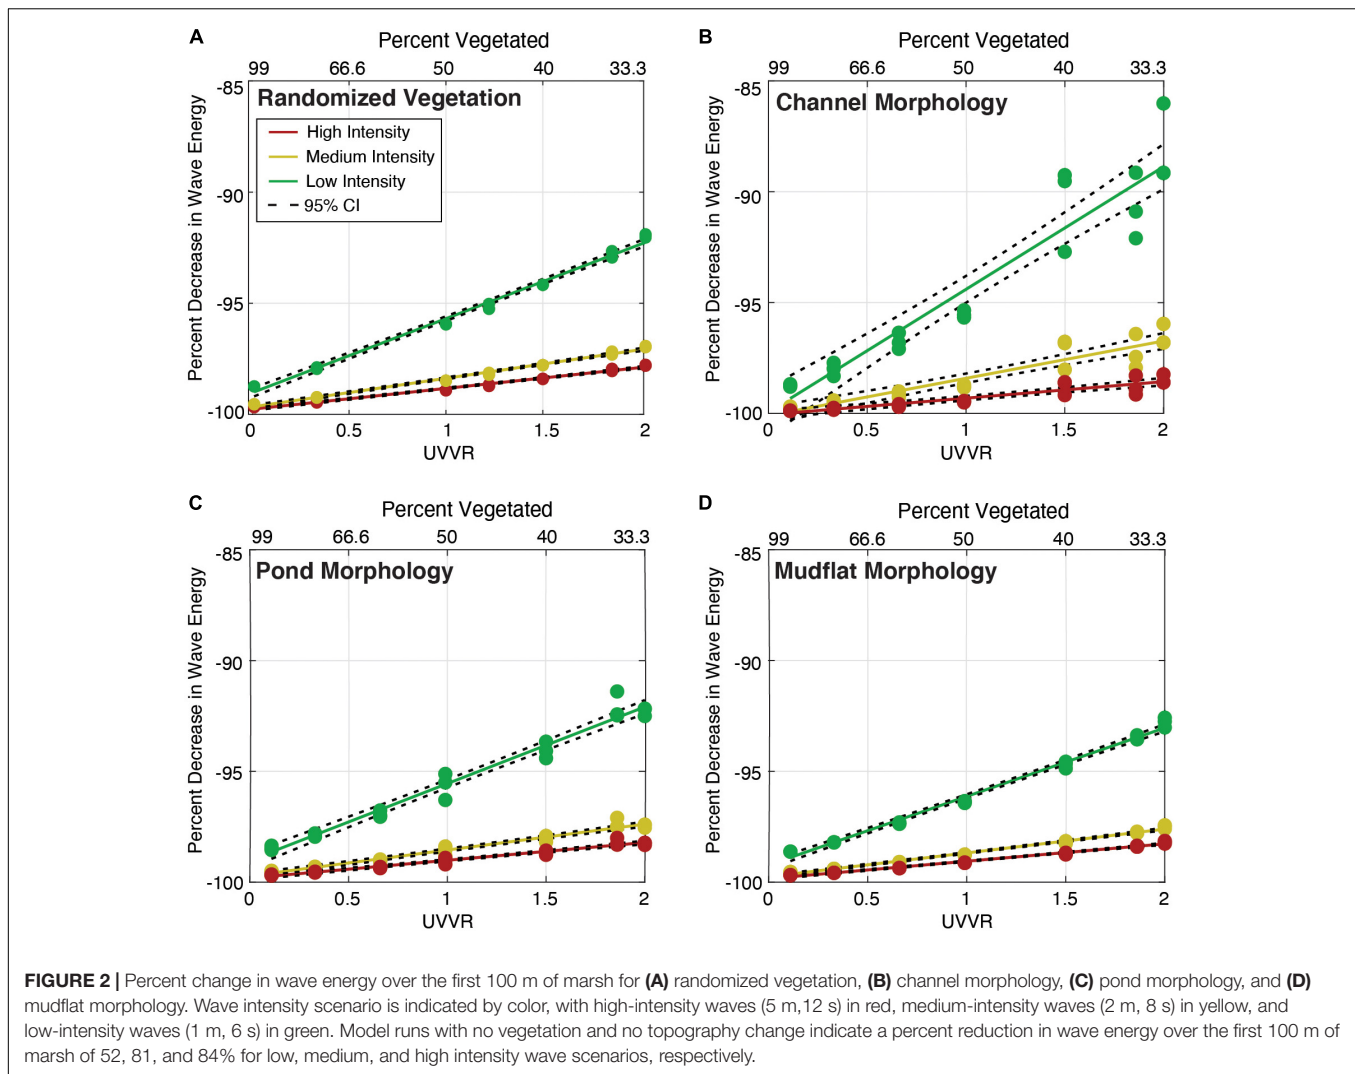 A
Percent Vegetated
99 66.6 50 40 33.3
Randomized Vegetation
High Intensity
Medium Intensity
Low Intensity
95% CI
Percent Decrease in Wave Energy
-85
-90
-95
-100
0 0.5 1 1.5 2
UVVR
B
Percent Vegetated
99 66.6 50 40 33.3
Channel Morphology
Percent Decrease in Wave Energy
-85
-90
-95
-100
0 0.5 1 1.5 2
UVVR
C
Percent Vegetated
99 66.6 50 40 33.3
Pond Morphology
Percent Decrease in Wave Energy
-85
-90
-95
-100
0 0.5 1 1.5 2
UVVR
D
Percent Vegetated
99 66.6 50 40 33.3
Mudflat Morphology
Percent Decrease in Wave Energy
-85
-90
-95
-100
0 0.5 1 1.5 2
UVVR
FIGURE 2 | Percent change in wave energy over the first 100 m of marsh for (A) randomized vegetation, (B) channel morphology, (C) pond morphology, and (D)
mudflat morphology. Wave intensity scenario is indicated by color, with high-intensity waves (5 m,12 s) in red, medium-intensity waves (2 m, 8 s) in yellow, and
low-intensity waves (1 m, 6 s) in green. Model runs with no vegetation and no topography change indicate a percent reduction in wave energy over the first 100 m of
marsh of 52, 81, and 84% for low, medium, and high intensity wave scenarios, respectively.